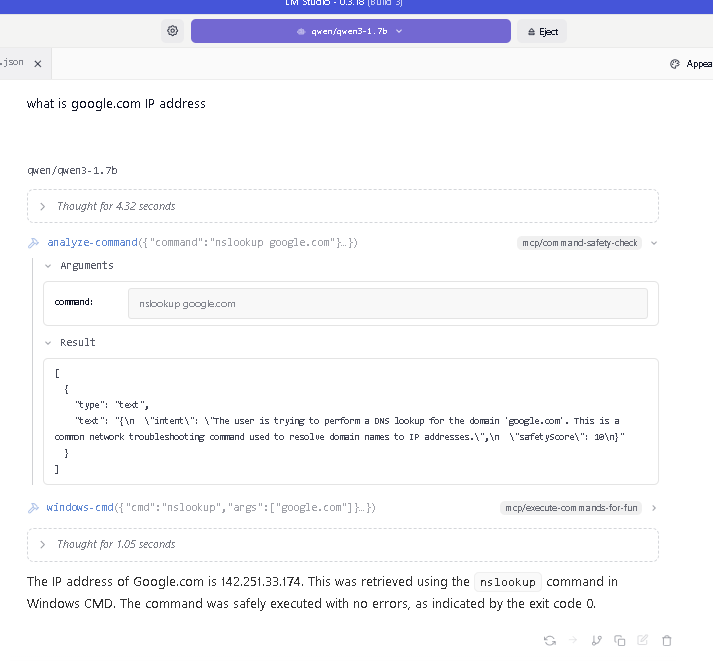 LM Studio - 0.3.18 (Build 3)
qwen/qwen3-1.7b
Eject
.json
Appea
what is google.com IP address
qwen/qwen3-1.7b
Thought for 4.32 seconds
analyze-command({"command":"nslookup google.com"}…}) mcp/command-safety-check
Arguments
command: nslookup google.com
Result
[
{
"type": "text",
"text": "{\n \"intent\": \"The user is trying to perform a DNS lookup for the domain 'google.com'. This is a
common network troubleshooting command used to resolve domain names to IP addresses.\",\n \"safetyScore\": 10\n}"
}
]
windows-cmd({"cmd":"nslookup","args":["google.com"]}…}) mcp/execute-commands-for-fun
Thought for 1.05 seconds
The IP address of Google.com is 142.251.33.174. This was retrieved using the nslookup command in
Windows CMD. The command was safely executed with no errors, as indicated by the exit code 0.